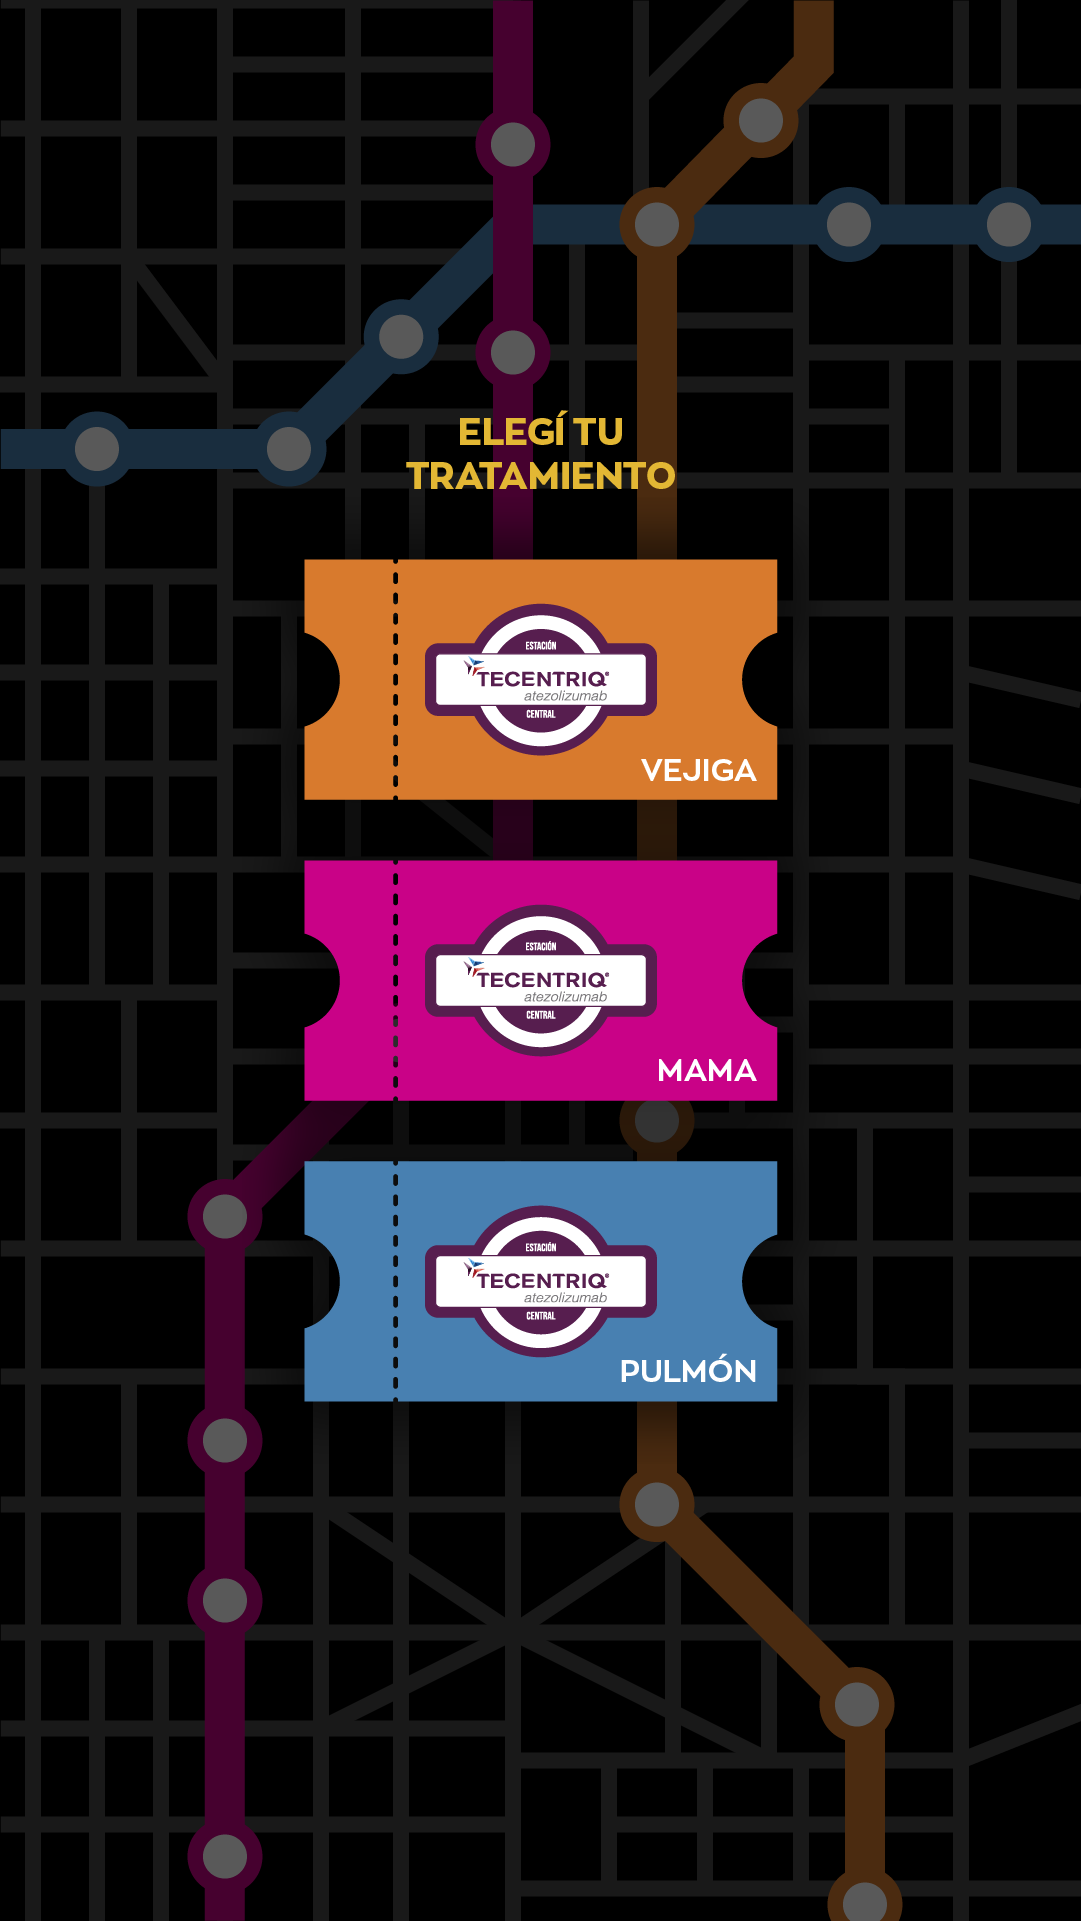 ELEGÍ TU
TRATAMIENTO
ESTACIÓN
TECENTRIQ®
atezolizumab
CENTRAL
VEJIGA
ESTACIÓN
TECENTRIQ®
atezolizumab
CENTRAL
MAMA
ESTACIÓN
TECENTRIQ®
atezolizumab
CENTRAL
PULMÓN